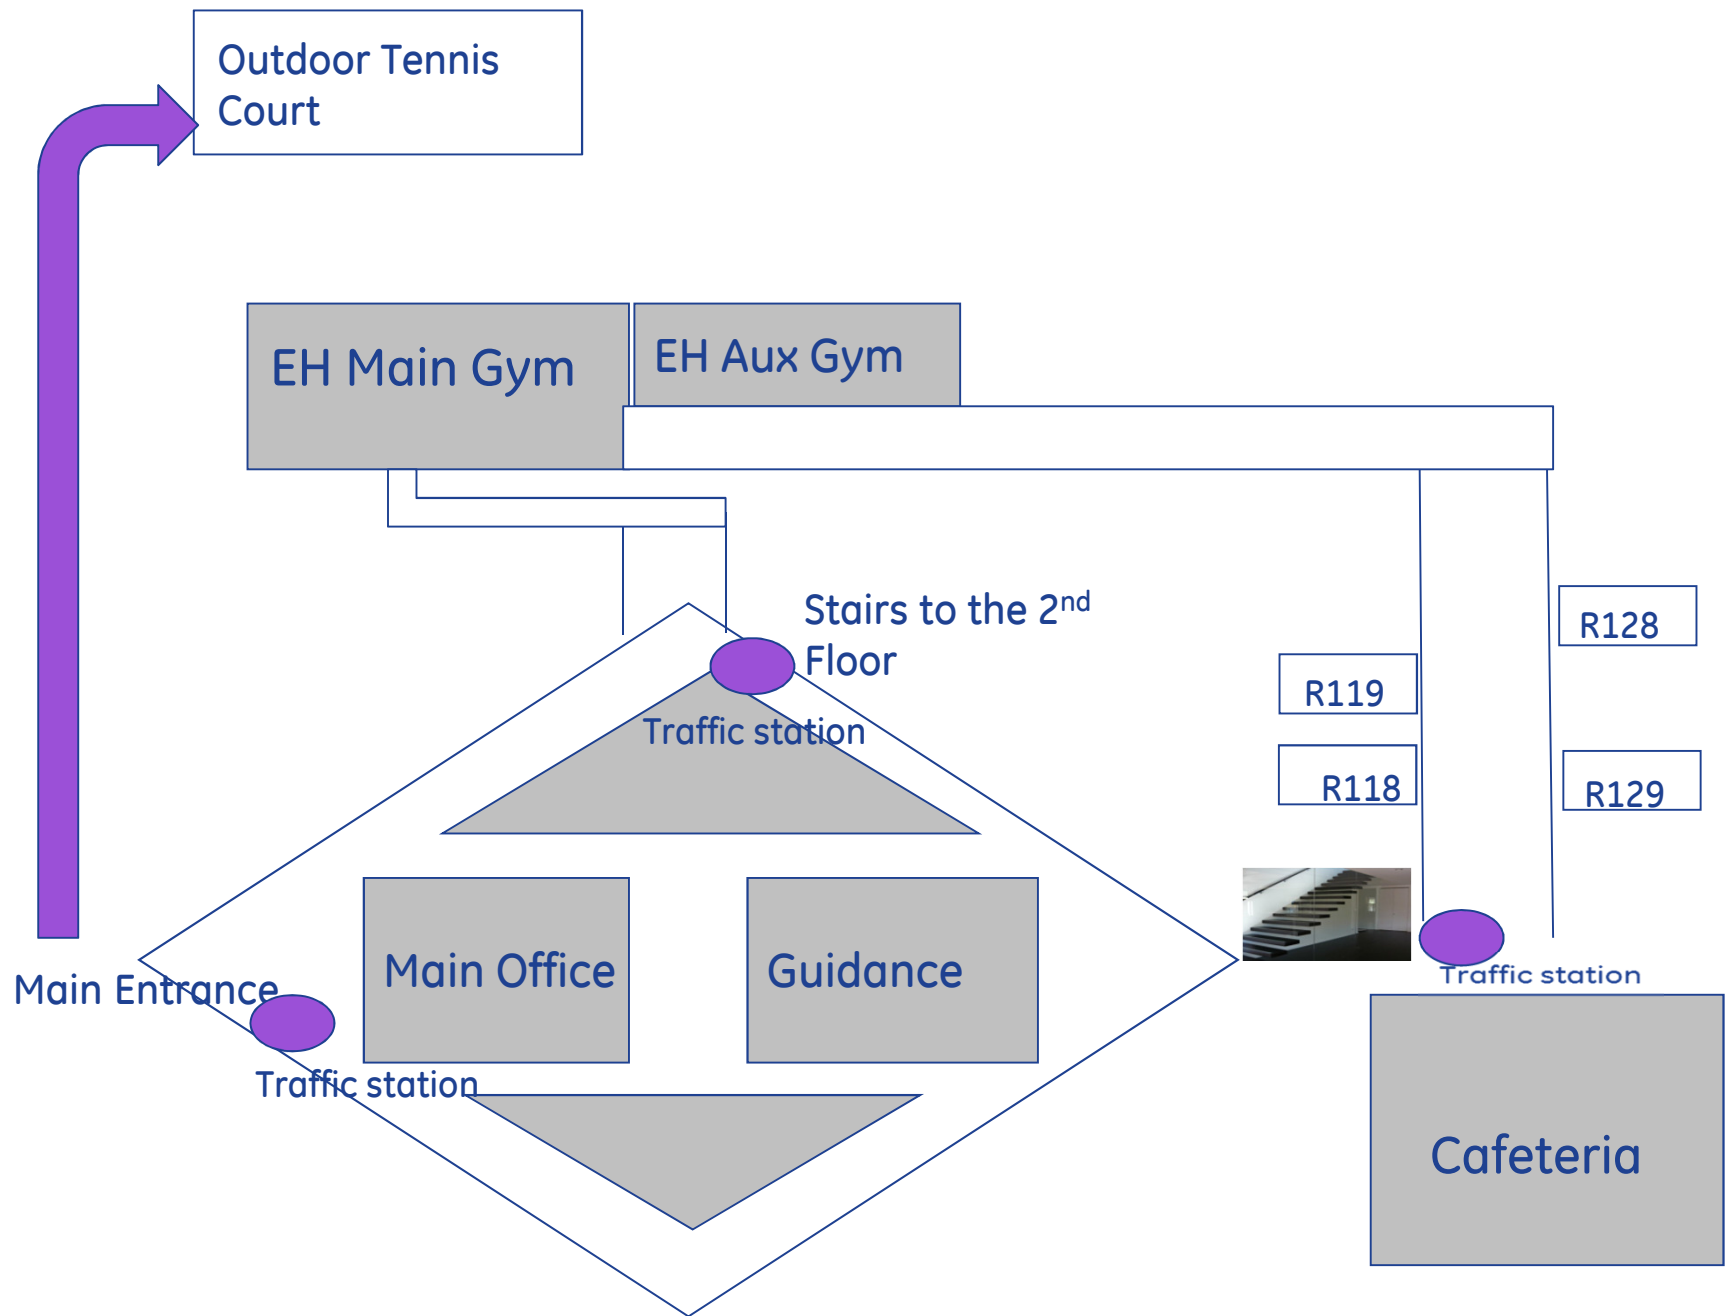 Outdoor Tennis
Court
EH Main Gym
EH Aux Gym
Stairs to the 2nd
Floor
Traffic station
R128
R119
R118
R129
Main Entrance
Traffic station
Main Office
Guidance
Traffic station
Cafeteria